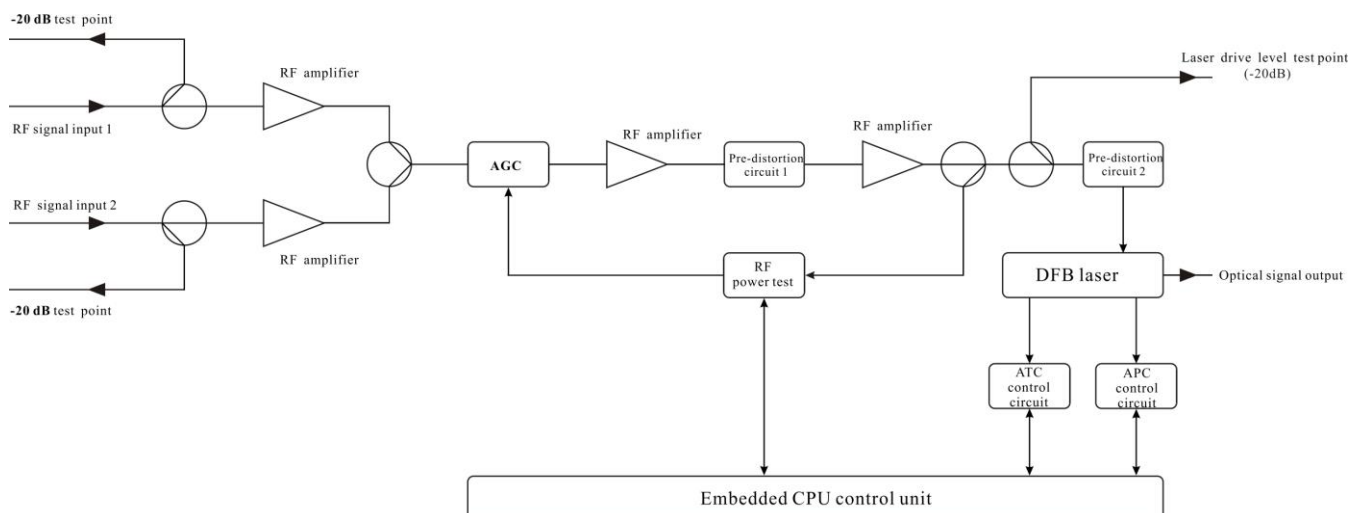 -20 dB test point
RF amplifier
RF signal input 1
Laser drive level test point
(-20dB)
RF amplifier
RF amplifier
AGC
Pre-distortion
circuit 1
Pre-distortion
circuit 2
RF signal input 2
RF amplifier
-20 dB test point
RF
power test
DFB laser
Optical signal output
ATC
control
circuit
APC
control
circuit
Embedded CPU control unit